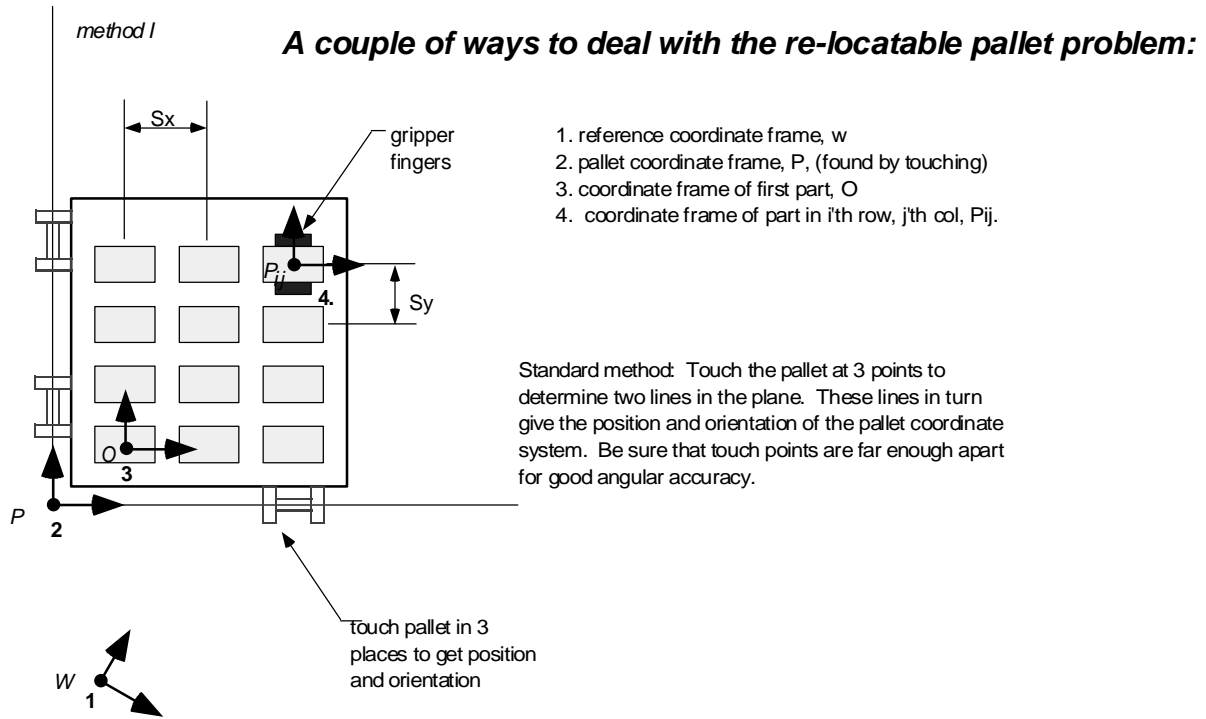 method I
A couple of ways to deal with the re-locatable pallet problem:
Sx
gripper
fingers
1. reference coordinate frame, w
2. pallet coordinate frame, P, (found by touching)
3. coordinate frame of first part, O
4. coordinate frame of part in i'th row, j'th col, Pij.
Pij
4.
Sy
Standard method: Touch the pallet at 3 points to
determine two lines in the plane. These lines in turn
give the position and orientation of the pallet coordinate
system. Be sure that touch points are far enough apart
for good angular accuracy.
O
3
P
2
touch pallet in 3
places to get position
and orientation
W
1